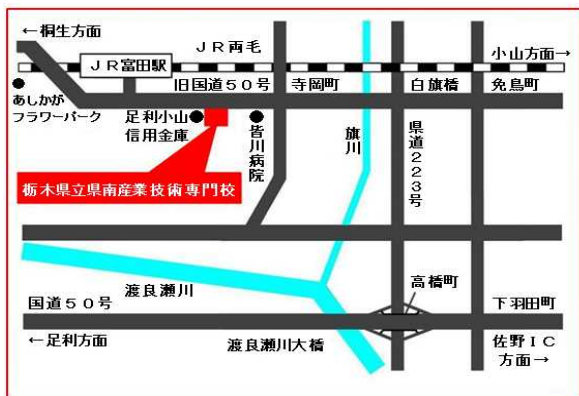 ←桐生方面
ＪＲ両毛
小山方面→
ＪＲ富田駅
旧国道５０号
寺岡町
白旗橋
免鳥町
あしかが
フラワーパーク
足利小山
信用金庫
皆川病院
旗川
県道２２３号
栃木県立県南産業技術専門校
渡良瀬川
高橋町
国道５０号
下羽田町
←足利方面
渡良瀬川大橋
佐野ＩＣ
方面→